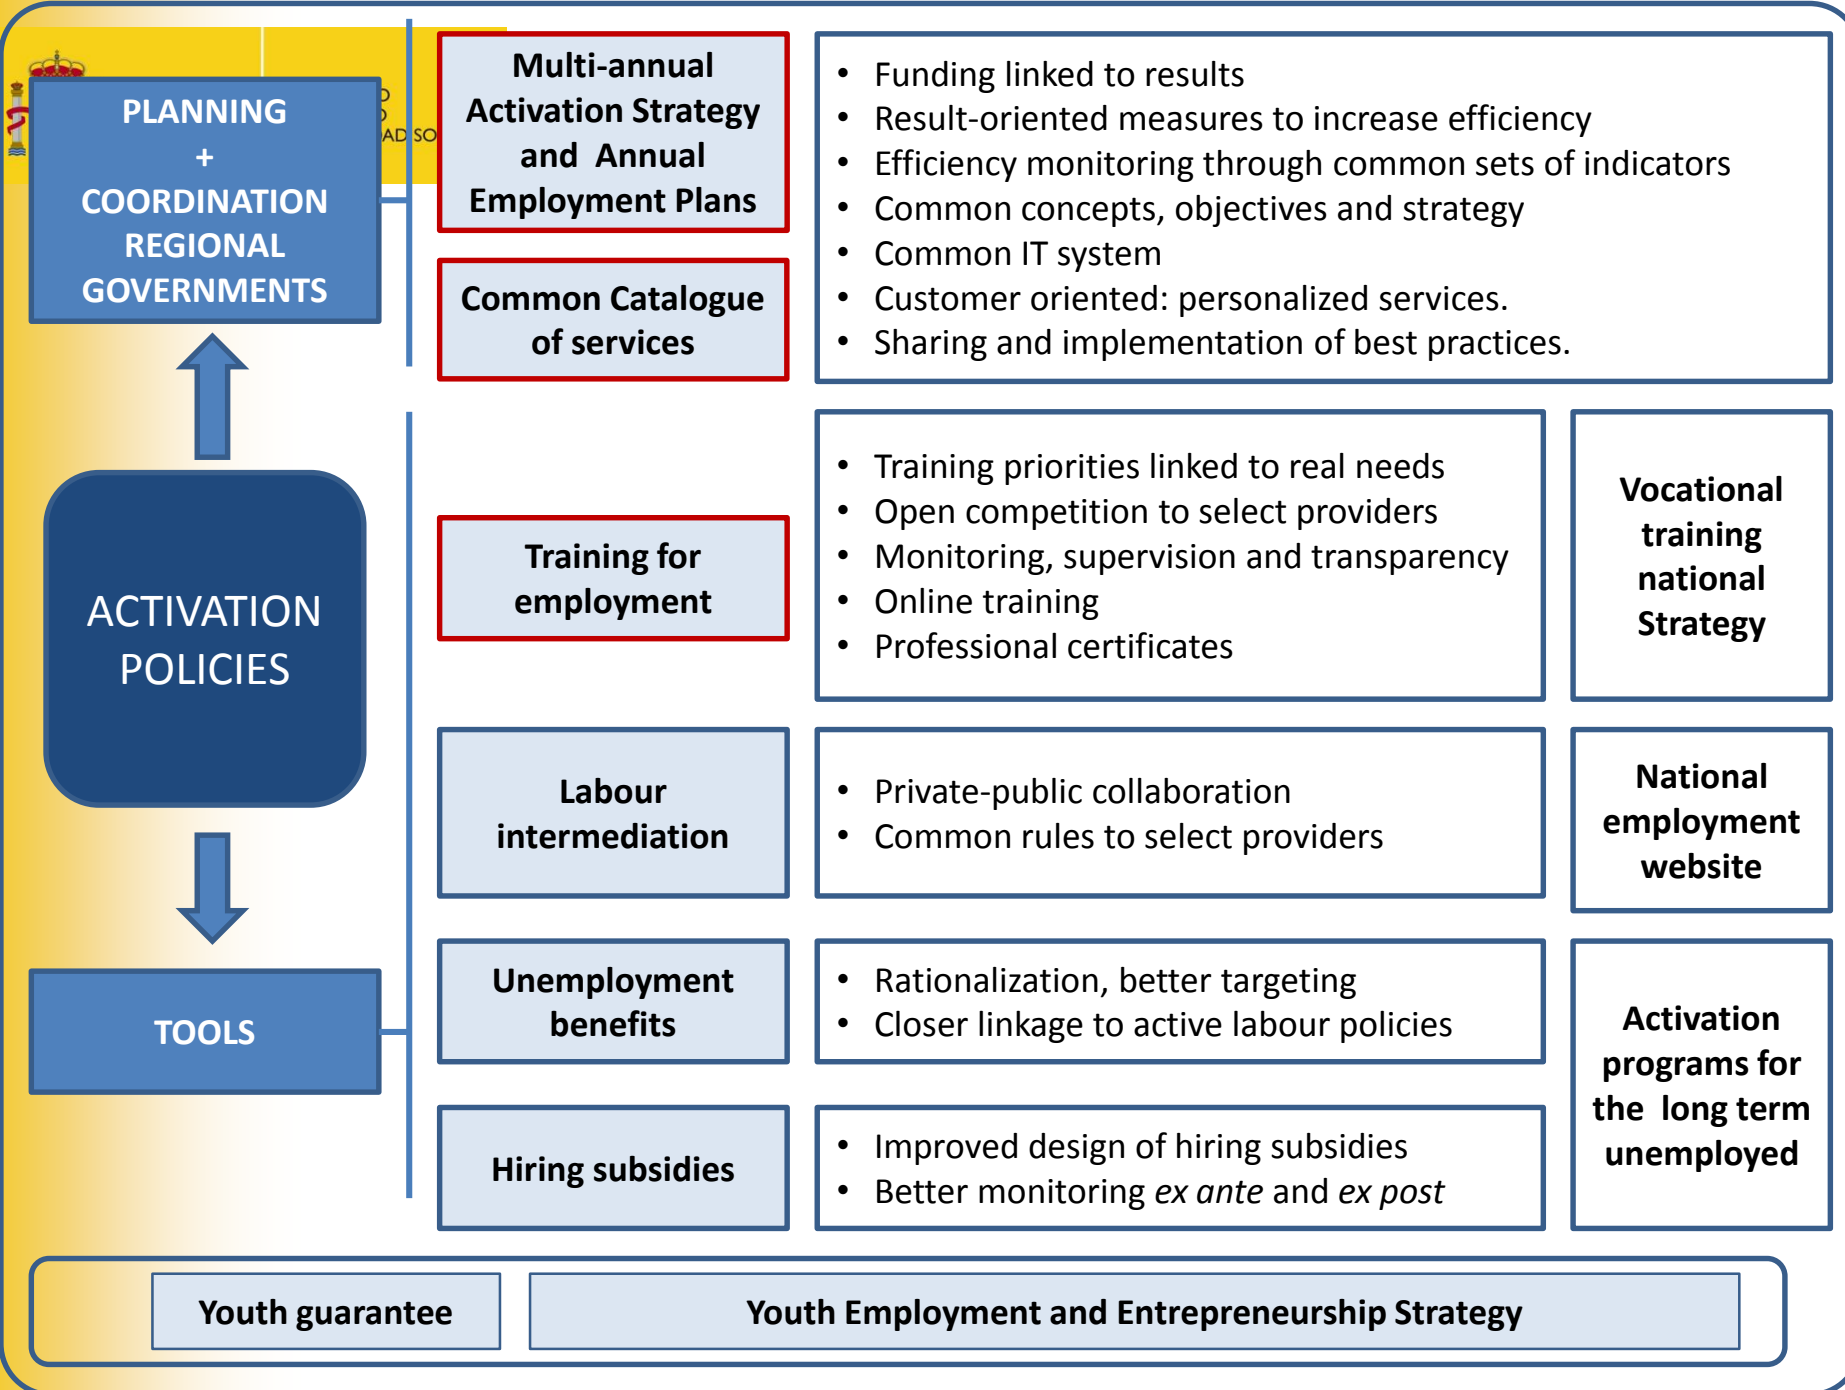 PLANNING
+
COORDINATION
REGIONAL
GOVERNMENTS
Multi-annual
Activation Strategy
and Annual
Employment Plans
Common Catalogue
of services
• Funding linked to results
• Result-oriented measures to increase efficiency
• Efficiency monitoring through common sets of indicators
• Common concepts, objectives and strategy
• Common IT system
• Customer oriented: personalized services.
• Sharing and implementation of best practices.
ACTIVATION
POLICIES
Training for
employment
• Training priorities linked to real needs
• Open competition to select providers
• Monitoring, supervision and transparency
• Online training
• Professional certificates
Vocational
training
national
Strategy
Labour
intermediation
• Private-public collaboration
• Common rules to select providers
National
employment
website
TOOLS
Unemployment
benefits
• Rationalization, better targeting
• Closer linkage to active labour policies
Activation
programs for
the long term
unemployed
Hiring subsidies
• Improved design of hiring subsidies
• Better monitoring ex ante and ex post
Youth guarantee
Youth Employment and Entrepreneurship Strategy